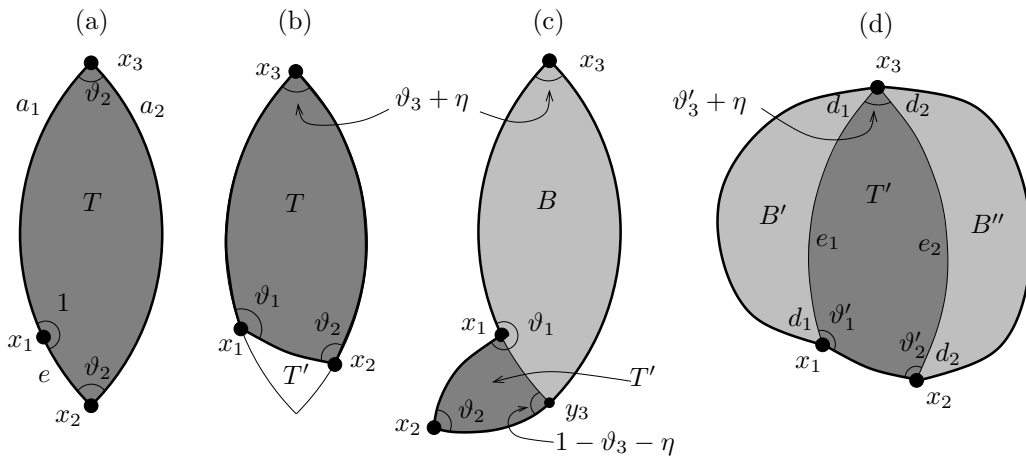 (a)
x₃
ϑ₂
a₁
a₂
T
1
x₁
ϑ₂
e
x₂
(b)
x₃
ϑ₃ + η
T
ϑ₁
ϑ₂
x₁
x₂
T′
(c)
x₃
B
x₁
ϑ₁
T′
ϑ₂
x₂
y₃
1 − ϑ₃ − η
(d)
x₃
ϑ′₃ + η
d₁
d₂
T′
B′
B″
e₁
e₂
d₁
ϑ′₁
ϑ′₂
d₂
x₁
x₂